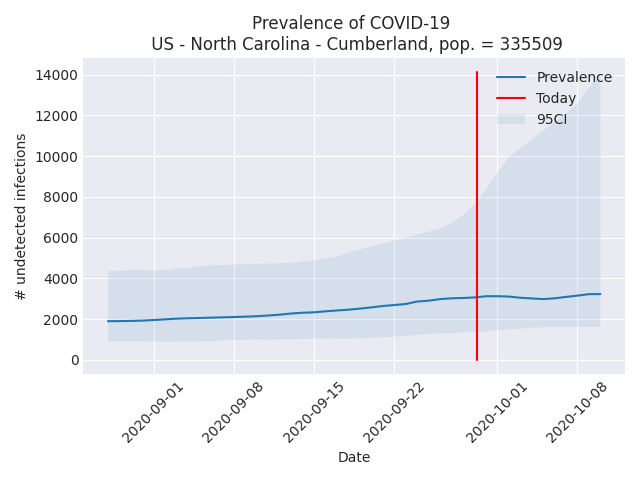 Prevalence of COVID-19
US - North Carolina - Cumberland, pop. = 335509
14000
12000
10000
8000
6000
4000
2000
0
# undetected infections
Prevalence
Today
95CI
2020-09-01
2020-09-08
2020-09-15
2020-09-22
2020-10-01
2020-10-08
Date